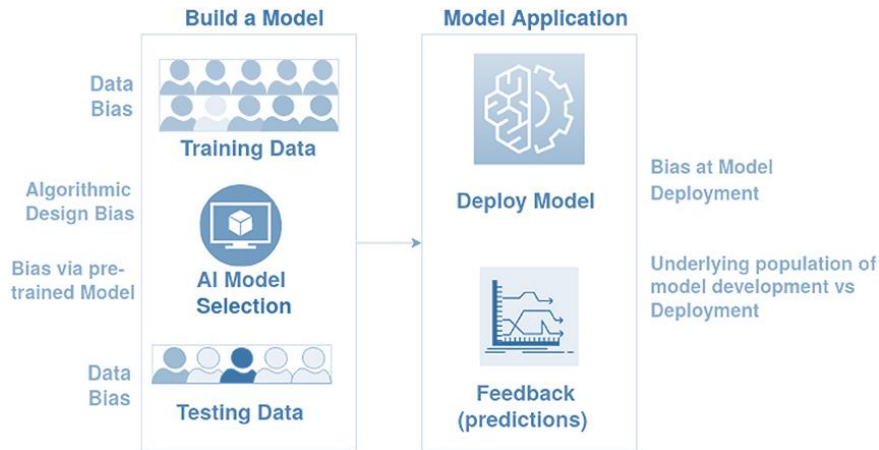 Build a Model
Model Application
Data
Bias
Training Data
Algorithmic
Design Bias
Bias via pre-
trained Model
AI Model
Selection
Data
Bias
Testing Data
Deploy Model
Bias at Model
Deployment
Feedback
(predictions)
Underlying population of
model development vs
Deployment